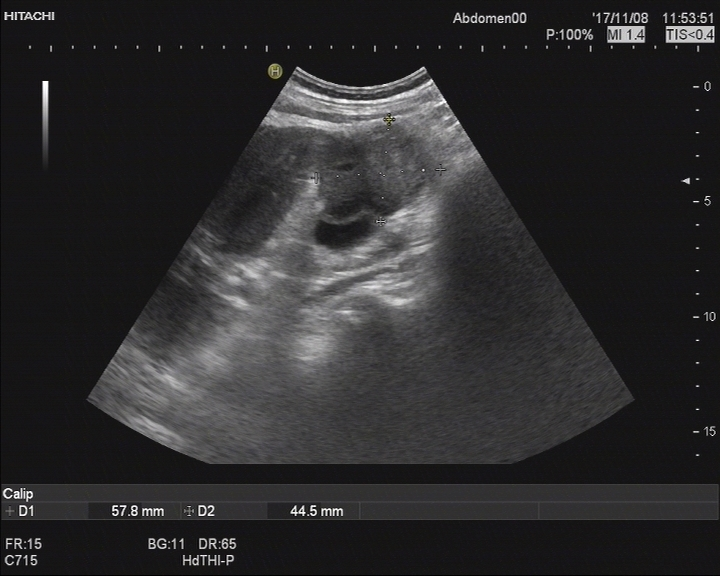 HITACHI
Abdomen00 '17/11/08 11:53:51
P:100% MI 1.4 TIS<0.4
H
0
5
10
15
Calip
+ D1 57.8 mm D2 44.5 mm
FR:15 BG:11 DR:65
C715 HdTHI-P